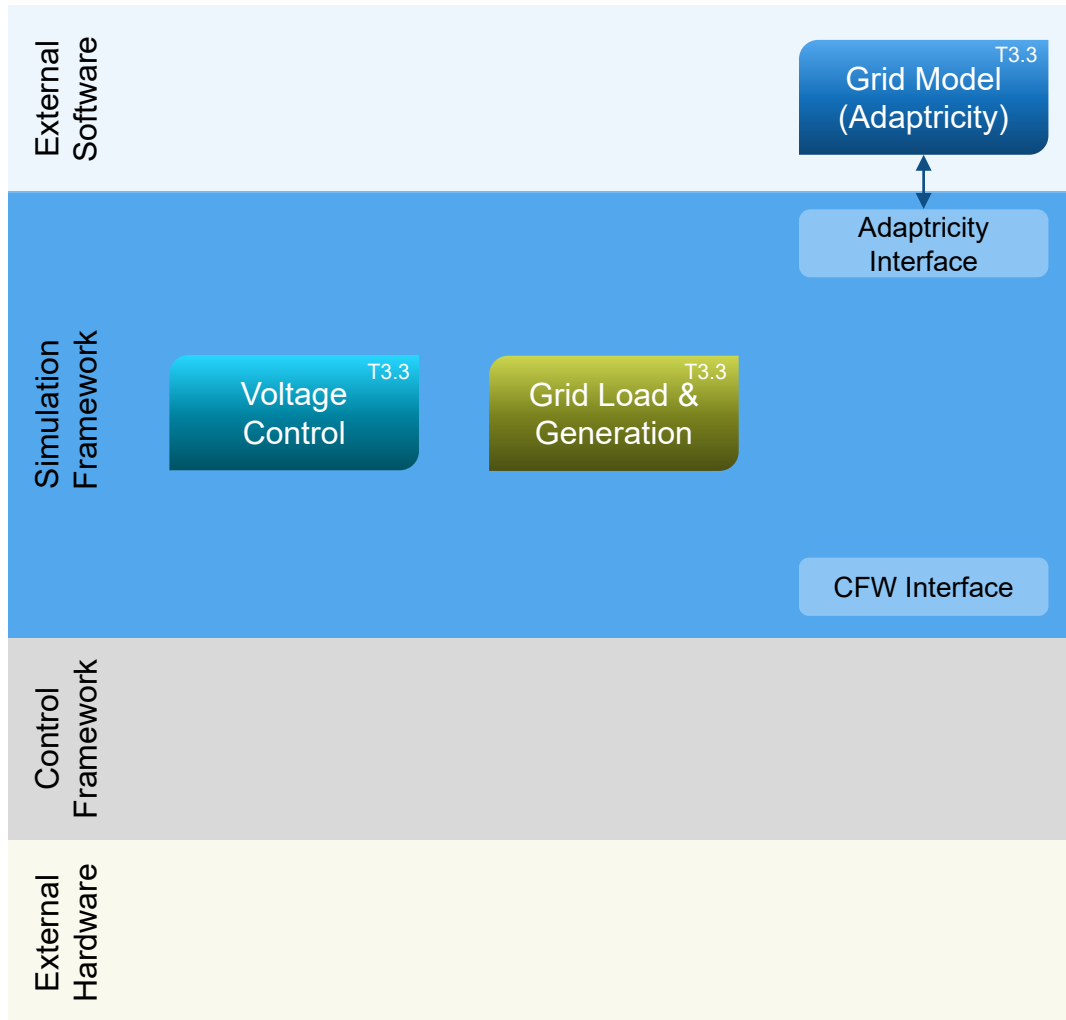 External
Software
T3.3
Grid Model
(Adaptricity)
Simulation
Framework
Adaptricity
Interface
T3.3
Voltage
Control
T3.3
Grid Load &
Generation
CFW Interface
Control
Framework
External
Hardware